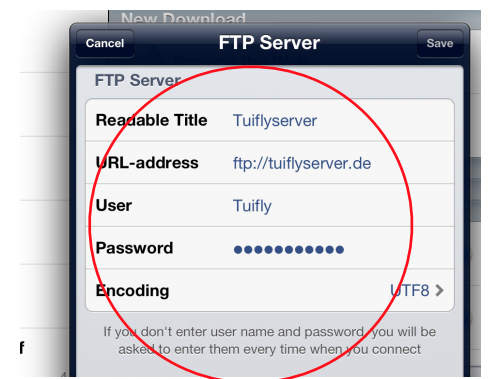 New Download
Cancel FTP Server Save
FTP Server
Readable Title Tuiflyserver
URL-address ftp://tuiflyserver.de
User Tuifly
Password ●●●●●●●●●●●
Encoding UTF8 >
If you don't enter user name and password, you will be
asked to enter them every time when you connect
f
4